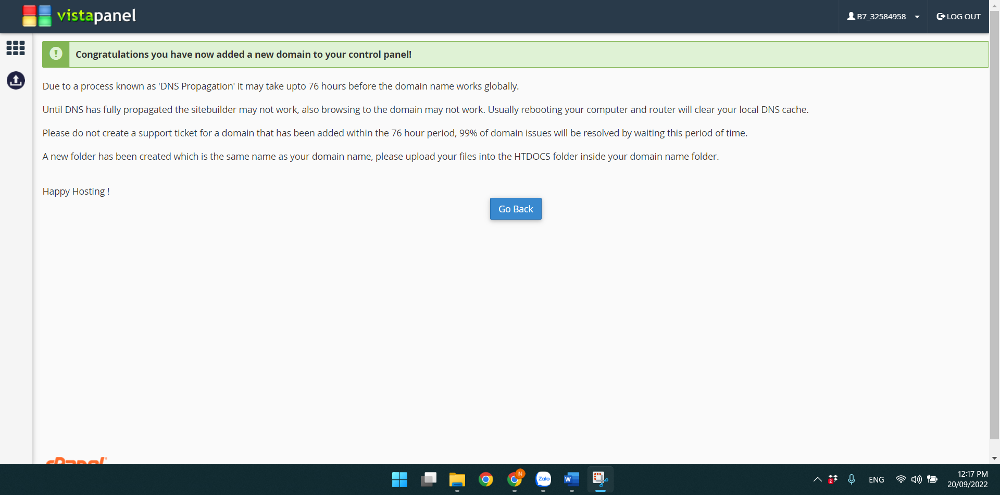 vistapanel
B7_32584958
LOG OUT
Congratulations you have now added a new domain to your control panel!
Due to a process known as 'DNS Propagation' it may take upto 76 hours before the domain name works globally.
Until DNS has fully propagated the sitebuilder may not work, also browsing to the domain may not work. Usually rebooting your computer and router will clear your local DNS cache.
Please do not create a support ticket for a domain that has been added within the 76 hour period, 99% of domain issues will be resolved by waiting this period of time.
A new folder has been created which is the same name as your domain name, please upload your files into the HTDOCS folder inside your domain name folder.
Happy Hosting !
Go Back
cPanel
N
Zalo
W
2
ENG
12:17 PM
20/09/2022